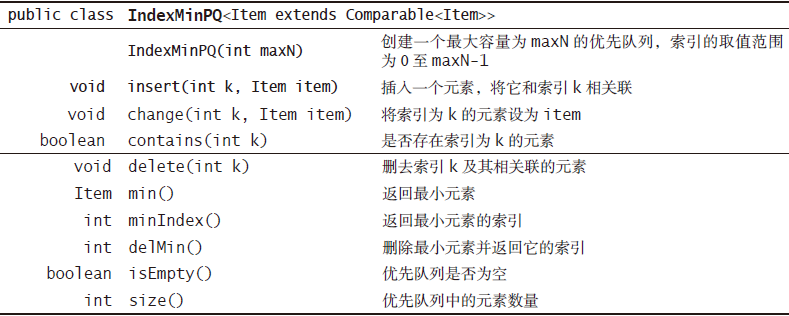 public class IndexMinPQ<Item extends Comparable<Item>>
IndexMinPQ(int maxN) 创建一个最大容量为 maxN 的优先队列，索引的取值范围
为 0 至 maxN-1
void insert(int k, Item item) 插入一个元素，将它和索引 k 相关联
void change(int k, Item item) 将索引为 k 的元素设为 item
boolean contains(int k) 是否存在索引为 k 的元素
void delete(int k) 删去索引 k 及其相关联的元素
Item min() 返回最小元素
int minIndex() 返回最小元素的索引
int delMin() 删除最小元素并返回它的索引
boolean isEmpty() 优先队列是否为空
int size() 优先队列中的元素数量